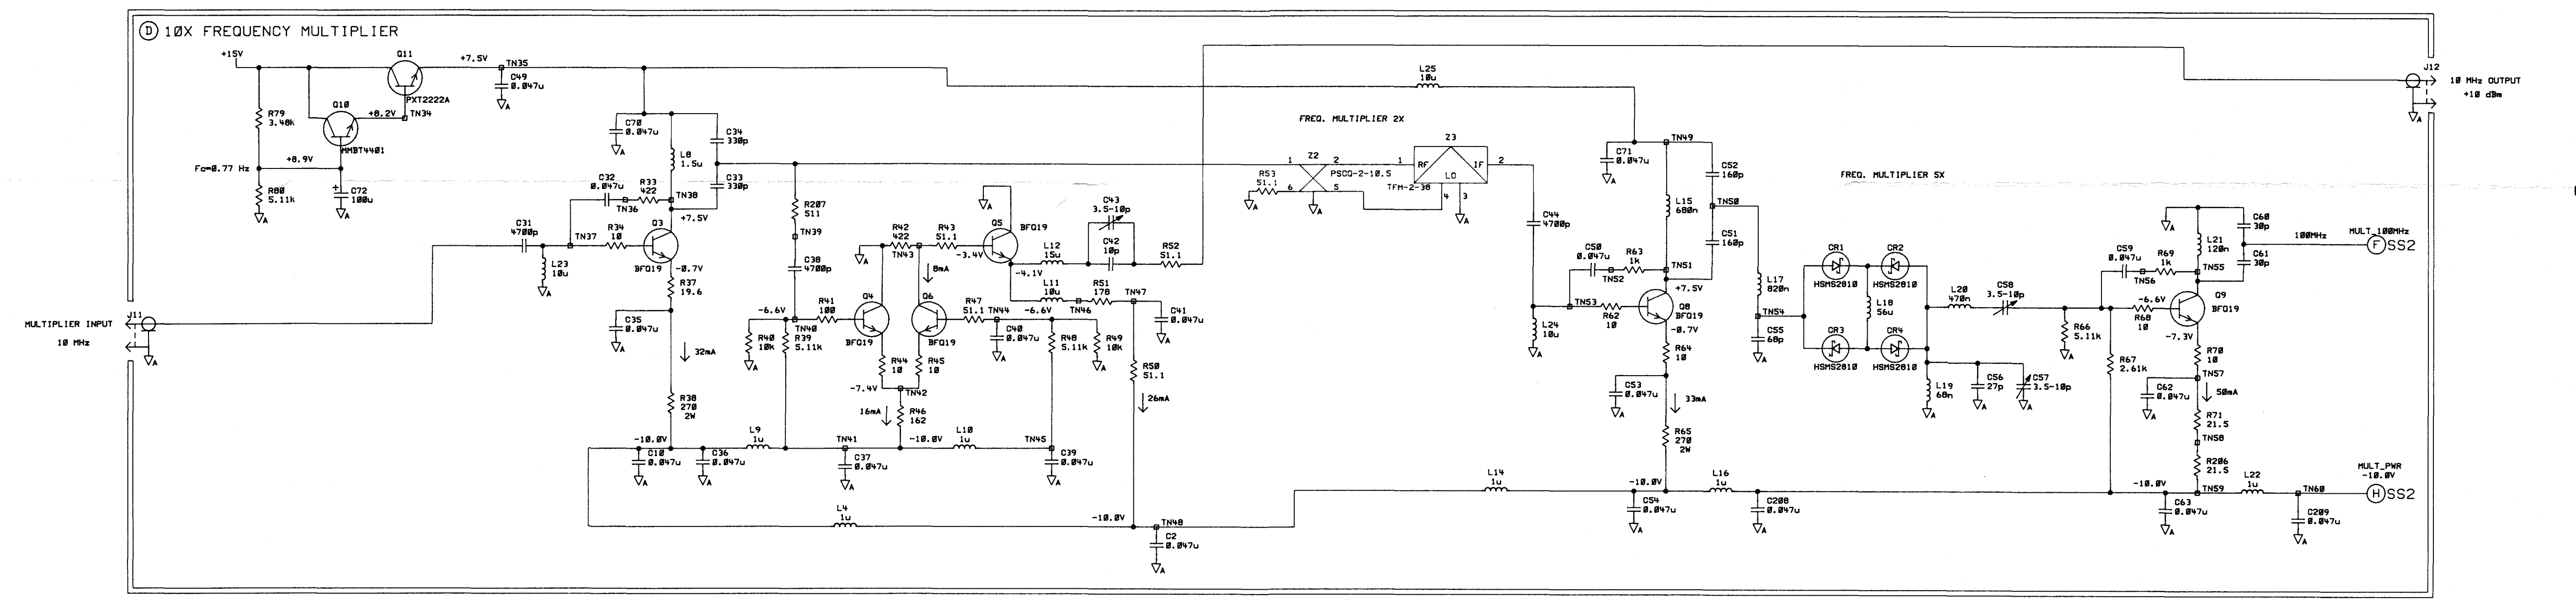 D 10X FREQUENCY MULTIPLIER
+15V
Q11
+7.5V
TN35
C49
0.047u
A
PXT2222A
R79
3.48k
Q10
+8.2V
TN34
MMBT4401
+8.9V
Fc=0.77 Hz
R80
5.11k
A
C72
100u
A
C70
0.047u
A
L8
1.5u
C34
330p
C33
330p
C32
0.047u
R33
422
TN36
TN38
+7.5V
C31
4700p
TN37
R34
10
Q3
BFQ19
L23
10u
A
-0.7V
R37
19.6
C35
0.047u
A
32mA
R38
270
2W
MULTIPLIER INPUT
10 MHz
J11
A
R207
511
TN39
C38
4700p
-6.6V
TN40
R40
10k
A
R39
5.11k
R41
100
Q4
BFQ19
A
R42
422
TN43
R43
51.1
8mA
Q5
BFQ19
A
-3.4V
-4.1V
L12
15u
C43
3.5-10p
C42
10p
R52
51.1
L11
10u
R51
178
TN46
TN47
C41
0.047u
A
Q6
BFQ19
R47
51.1
TN44
-6.6V
C40
0.047u
A
R48
5.11k
R49
10k
A
R44
10
R45
10
-7.4V
TN42
16mA
R46
162
R50
51.1
26mA
-10.0V
C10
0.047u
A
C36
0.047u
A
L9
1u
TN41
C37
0.047u
A
-10.0V
L10
1u
TN45
C39
0.047u
A
L4
1u
-10.0V
TN48
C2
0.047u
A
L25
10u
FREQ. MULTIPLIER 2X
Z2
1
2
6
5
PSCQ-2-10.5
R53
51.1
A
A
Z3
1
RF
IF
2
LO
4
3
TFM-2-38
A
C44
4700p
L24
10u
A
TN53
R62
10
C50
0.047u
TN52
R63
1k
TN51
+7.5V
Q8
BFQ19
C71
0.047u
A
TN49
L15
680n
C52
160p
TN50
C51
160p
-0.7V
R64
10
C53
0.047u
A
33mA
R65
270
2W
L14
1u
-10.0V
C54
0.047u
A
L16
1u
C208
0.047u
A
L17
820n
TN54
C55
68p
A
FREQ. MULTIPLIER 5X
CR1
HSMS2810
CR2
HSMS2810
L18
56u
CR3
HSMS2810
CR4
HSMS2810
L20
470n
C58
3.5-10p
L19
68n
A
C56
27p
A
C57
3.5-10p
A
R66
5.11k
A
R67
2.61k
C59
0.047u
TN56
R69
1k
TN55
-6.6V
R68
10
Q9
BFQ19
-7.3V
A
L21
120n
C60
30p
C61
30p
100MHz
MULT_100MHz
F SS2
R70
10
TN57
C62
0.047u
A
50mA
R71
21.5
TN58
R206
21.5
-10.0V
TN59
C63
0.047u
A
L22
1u
TN60
C209
0.047u
A
MULT_PWR
-10.0V
H SS2
J12
10 MHz OUTPUT
+10 dBm
A